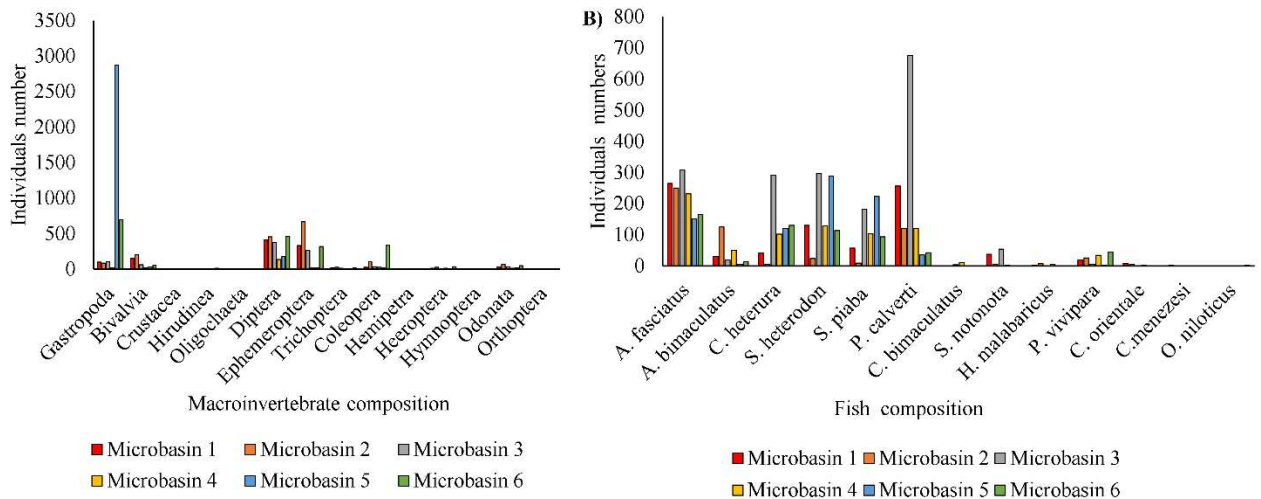 3500
3000
2500
2000
1500
1000
500
0
Individuals number
Gastropoda
Bivalvia
Crustacea
Hirudinea
Oligochaeta
Diptera
Ephemeroptera
Trichoptera
Coleopera
Hemipetra
Heeroptera
Hymnoptera
Odonata
Orthoptera
Macroinvertebrate composition
Microbasin 1 Microbasin 2 Microbasin 3
Microbasin 4 Microbasin 5 Microbasin 6
B)
800
700
600
500
400
300
200
100
0
Individuals numbers
A. fasciatus
A. bimaculatus
C. heterura
S. heterodon
S. piaba
P. calverti
C. bimaculatus
S. notonota
H. malabaricus
P. vivipara
C. orientale
C.menezesi
O. niloticus
Fish composition
Microbasin 1 Microbasin 2 Microbasin 3
Microbasin 4 Microbasin 5 Microbasin 6